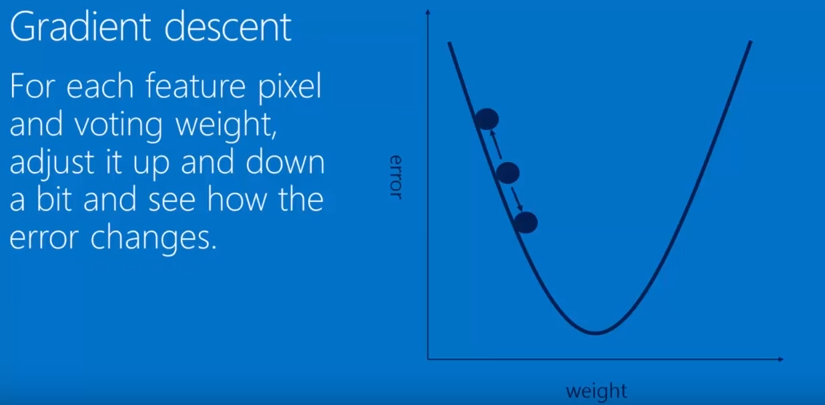 Gradient descent
For each feature pixel
and voting weight,
adjust it up and down
a bit and see how the
error changes.
error
weight